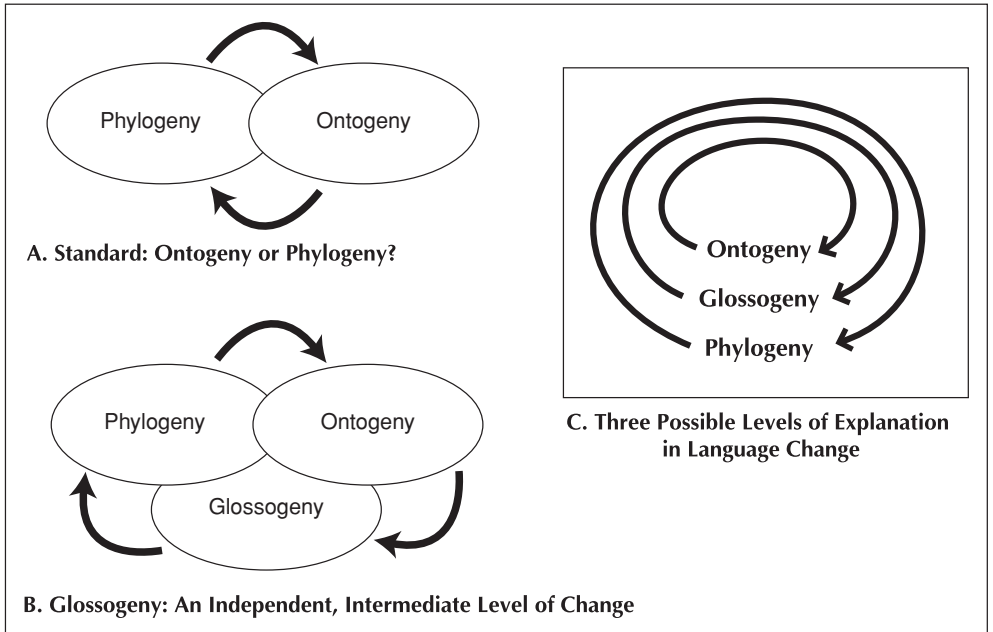 Phylogeny
Ontogeny
A. Standard: Ontogeny or Phylogeny?
Phylogeny
Ontogeny
Glossogeny
B. Glossogeny: An Independent, Intermediate Level of Change
Ontogeny
Glossogeny
Phylogeny
C. Three Possible Levels of Explanation
in Language Change